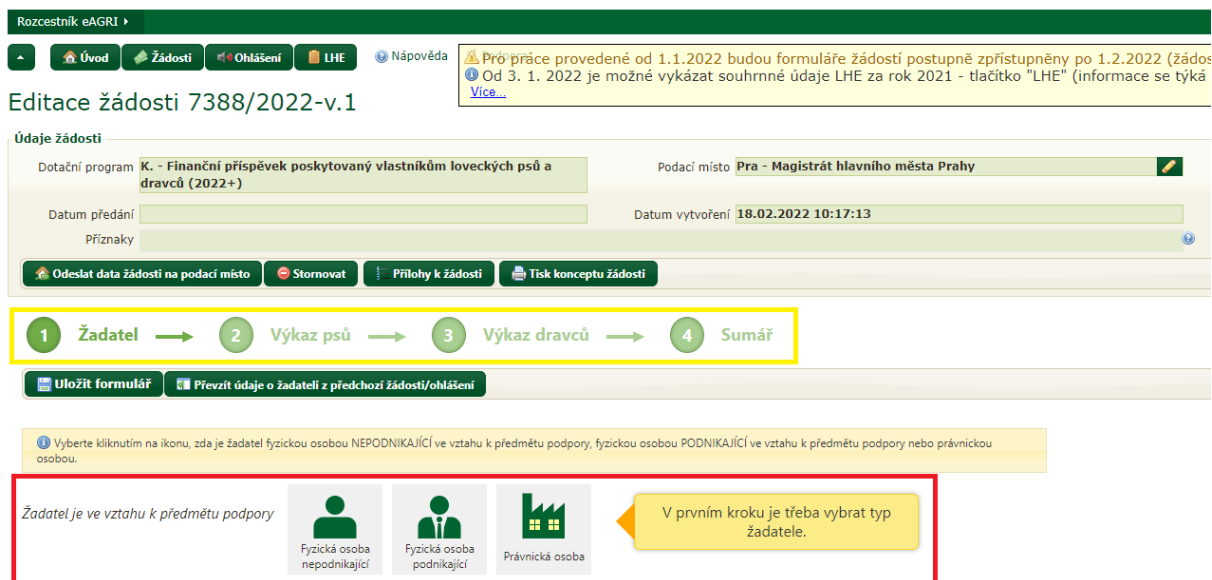 Rozcestník eAGRI
Úvod Žádosti Ohlášení LHE Nápověda
Pro práce provedené od 1.1.2022 budou formuláře žádostí postupně zpřístupněny po 1.2.2022 (žádos
Od 3. 1. 2022 je možné vykázat souhrnné údaje LHE za rok 2021 - tlačítko "LHE" (informace se týká
Více...
Editace žádosti 7388/2022-v.1
Údaje žádosti
Dotační program K. - Finanční příspěvek poskytovaný vlastníkům loveckých psů a
dravců (2022+)
Podací místo Pra - Magistrát hlavního města Prahy
Datum předání
Datum vytvoření 18.02.2022 10:17:13
Příznaky
Odeslat data žádosti na podací místo Stornovat Přílohy k žádosti Tisk konceptu žádosti
1 Žadatel 2 Výkaz psů 3 Výkaz dravců 4 Sumář
Uložit formulář Převzít údaje o žadateli z předchozí žádosti/ohlášení
Vyberte kliknutím na ikonu, zda je žadatel fyzickou osobou NEPODNIKAJÍCÍ ve vztahu k předmětu podpory, fyzickou osobou PODNIKAJÍCÍ ve vztahu k předmětu podpory nebo právnickou
osobou.
Žadatel je ve vztahu k předmětu podpory
Fyzická osoba
nepodnikající
Fyzická osoba
podnikající
Právnická osoba
V prvním kroku je třeba vybrat typ
žadatele.